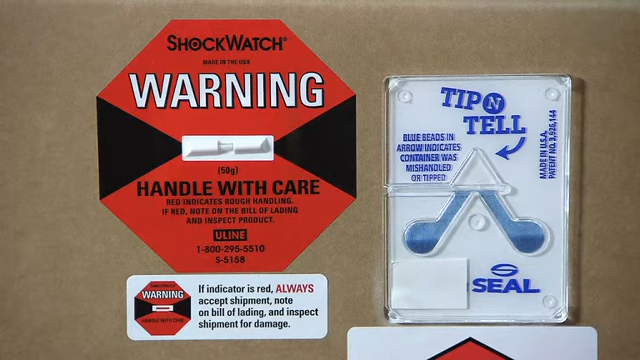 SHOCKWATCH®
MADE IN THE USA
WARNING
(50g)
HANDLE WITH CARE
RED INDICATES ROUGH HANDLING.
IF RED, NOTE ON THE BILL OF LADING
AND INSPECT PRODUCT.
ULINE
1-800-295-5510
S-5158
WARNING
HANDLE WITH CARE
If indicator is red, ALWAYS
accept shipment, note
on bill of lading, and inspect
shipment for damage.
TIP N
TELL
BLUE BEADS IN
ARROW INDICATES
CONTAINER WAS
MISHANDLED
OR TIPPED
MADE IN U.S.A.
PATENT NO. 3,926,144
SEAL